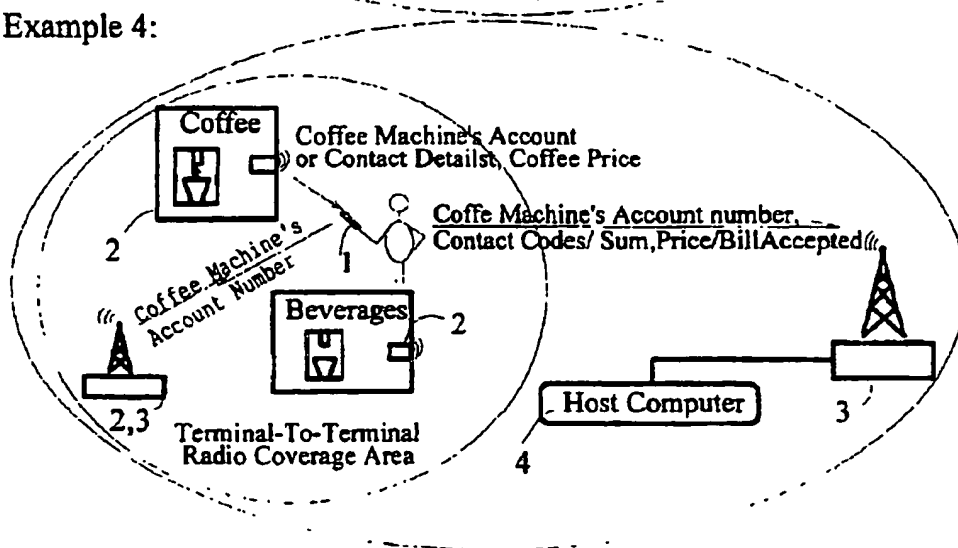 Example 4:
Coffee
Coffee Machine's Account
or Contact Detailst, Coffee Price
Coffe Machine's Account number,
Contact Codes/ Sum,Price/BillAccepted
2
1
Coffee Machine's
Account Number
Beverages
2
2,3
Terminal-To-Terminal
Radio Coverage Area
Host Computer
4
3